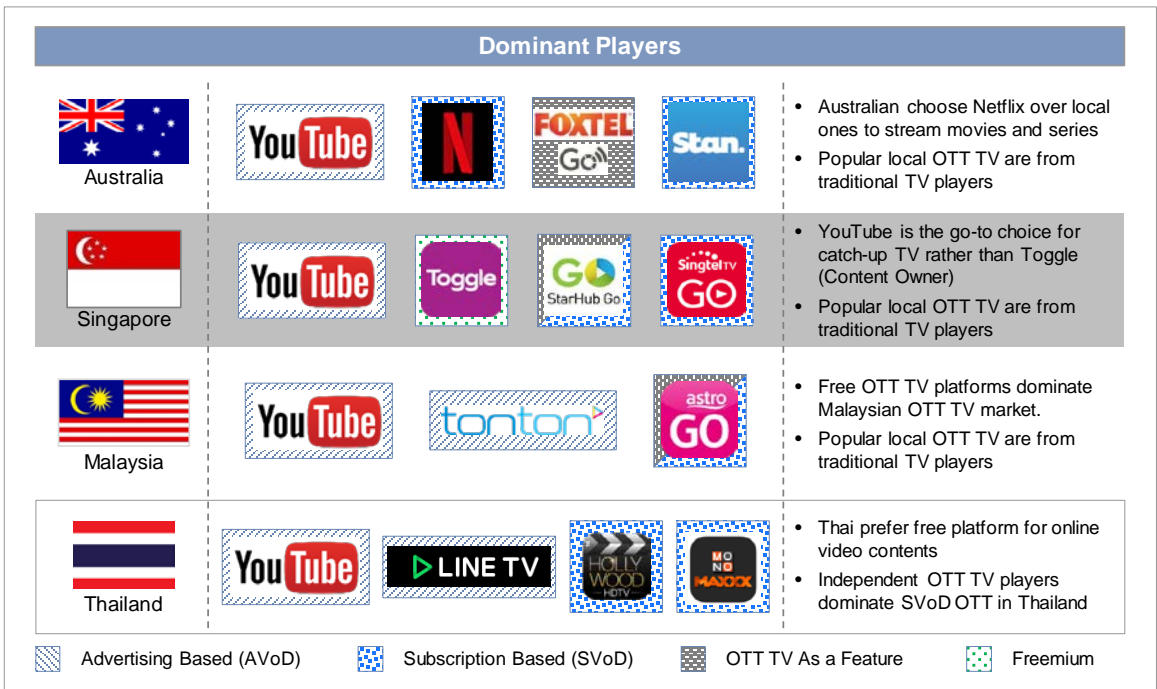 Dominant Players
Australia
YouTube
N
FOXTEL
Go
Stan.
• Australian choose Netflix over local
ones to stream movies and series
• Popular local OTT TV are from
traditional TV players
Singapore
YouTube
Toggle
GO
StarHub Go
SingtelTV
GO
• YouTube is the go-to choice for
catch-up TV rather than Toggle
(Content Owner)
• Popular local OTT TV are from
traditional TV players
Malaysia
YouTube
tonton
astro
GO
• Free OTT TV platforms dominate
Malaysian OTT TV market.
• Popular local OTT TV are from
traditional TV players
Thailand
YouTube
LINE TV
HOLLY
WOOD
HDTV
MO
NO
MAXXX
• Thai prefer free platform for online
video contents
• Independent OTT TV players
dominate SVoD OTT in Thailand
Advertising Based (AVoD)
Subscription Based (SVoD)
OTT TV As a Feature
Freemium